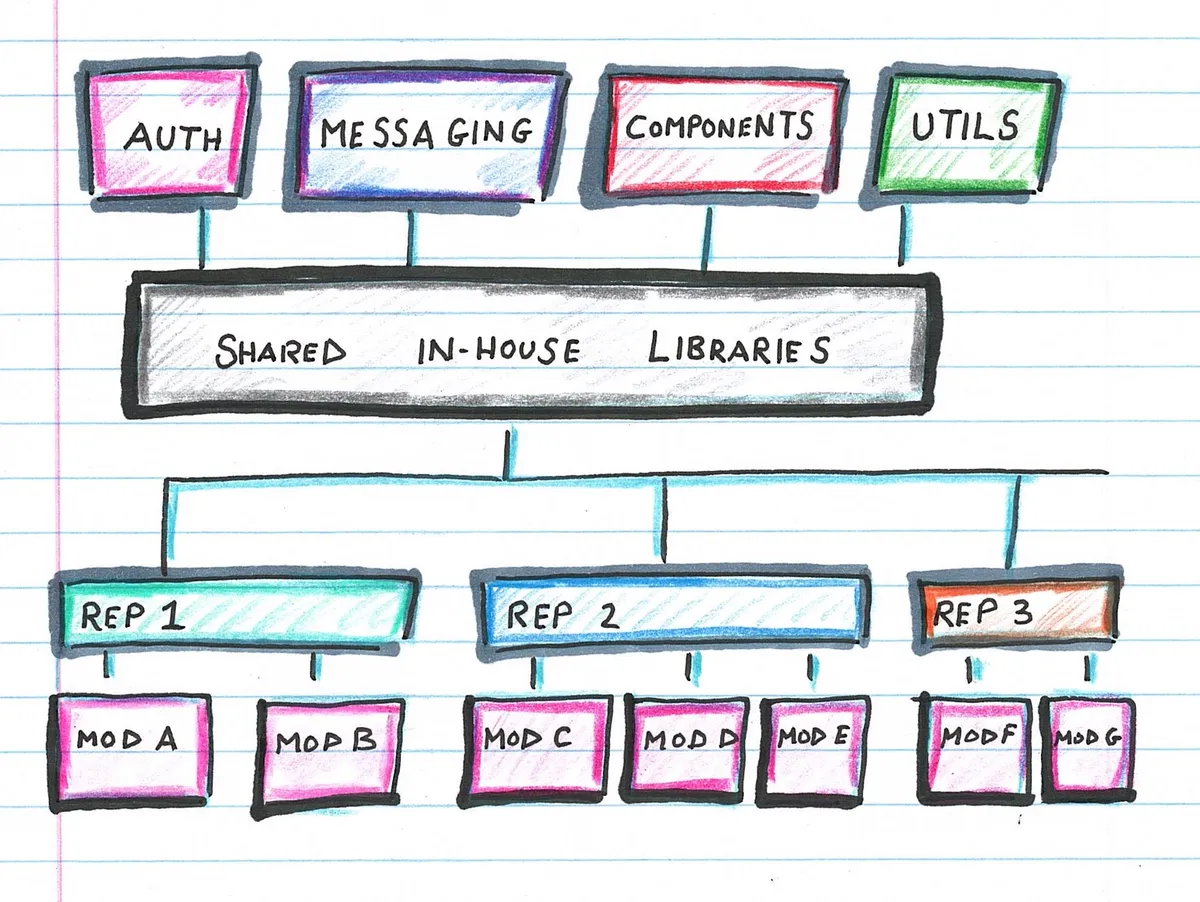 AUTH
MESSAGING
COMPONENTS
UTILS
SHARED IN-HOUSE LIBRARIES
REP 1
REP 2
REP 3
MOD A
MOD B
MOD C
MOD D
MOD E
MOD F
MOD G